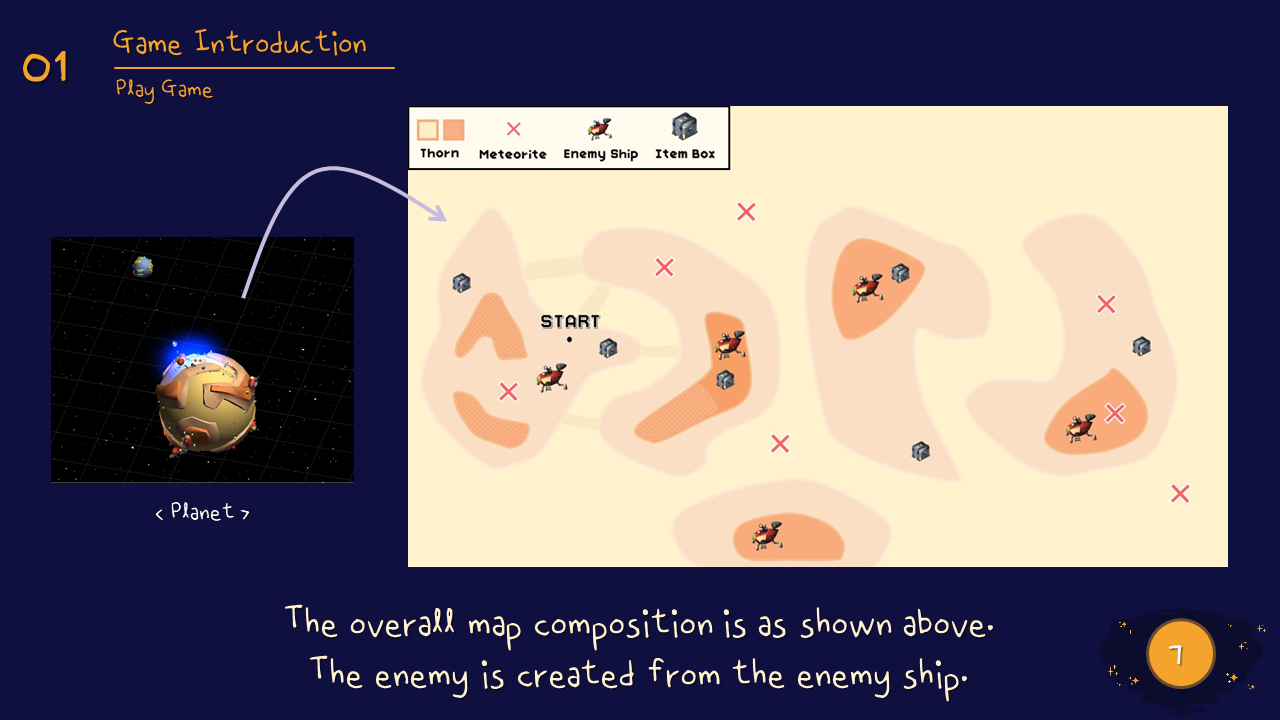 01
Game Introduction
Play Game
Thorn
Meteorite
Enemy Ship
Item Box
START
< Planet >
The overall map composition is as shown above.
The enemy is created from the enemy ship.
7